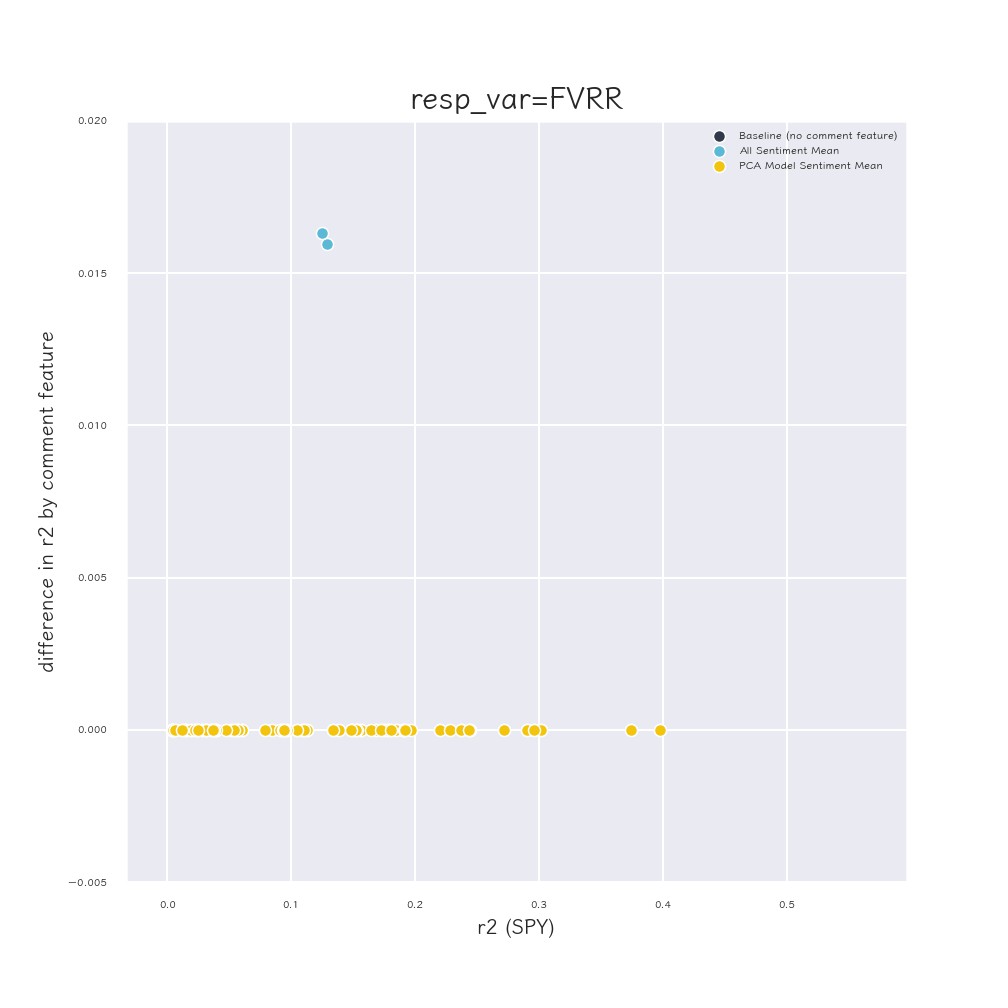 resp_var=FVRR
Baseline (no comment feature)
All Sentiment Mean
PCA Model Sentiment Mean
0.020
0.015
0.010
0.005
0.000
−0.005
difference in r2 by comment feature
0.0 0.1 0.2 0.3 0.4 0.5
r2 (SPY)